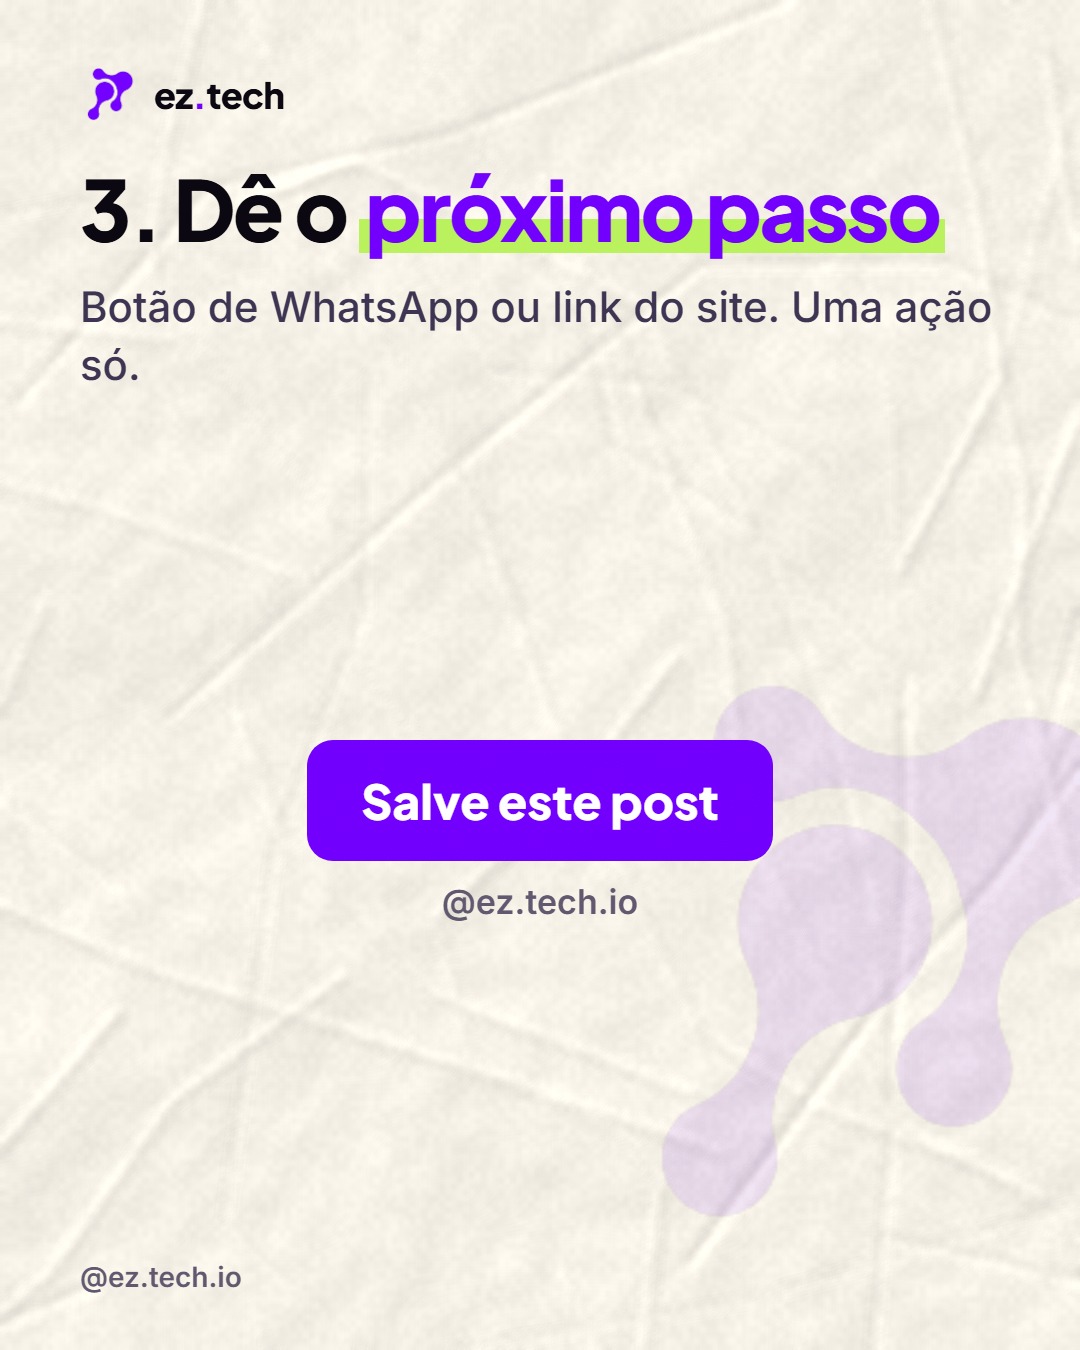 ez.tech
3. Dê o próximo passo
Botão de WhatsApp ou link do site. Uma ação
só.
Salve este post
@ez.tech.io
@ez.tech.io